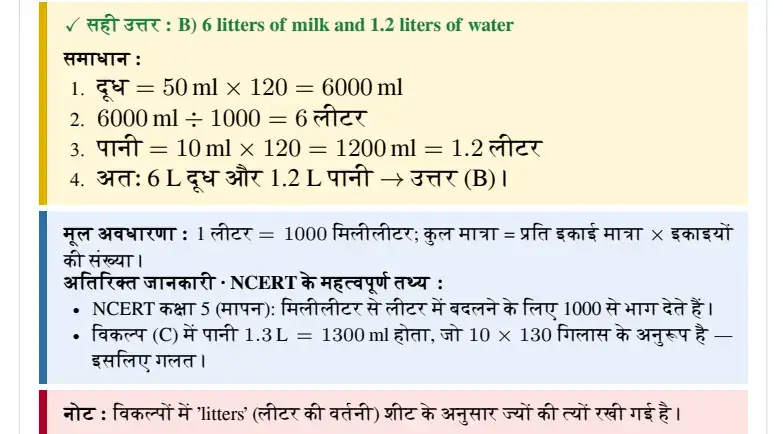 ✓ सही उत्तर : B) 6 litters of milk and 1.2 liters of water
समाधान :
1. दूध = 50 ml × 120 = 6000 ml
2. 6000 ml ÷ 1000 = 6 लीटर
3. पानी = 10 ml × 120 = 1200 ml = 1.2 लीटर
4. अतः 6 L दूध और 1.2 L पानी → उत्तर (B)।
मूल अवधारणा : 1 लीटर = 1000 मिलीलीटर; कुल मात्रा = प्रति इकाई मात्रा × इकाइयों
की संख्या।
अतिरिक्त जानकारी · NCERT के महत्वपूर्ण तथ्य :
• NCERT कक्षा 5 (मापन): मिलीलीटर से लीटर में बदलने के लिए 1000 से भाग देते हैं।
• विकल्प (C) में पानी 1.3 L = 1300 ml होता, जो 10 × 130 गिलास के अनुरूप है —
इसलिए गलत।
नोट : विकल्पों में 'litters' (लीटर की वर्तनी) शीट के अनुसार ज्यों की त्यों रखी गई है।